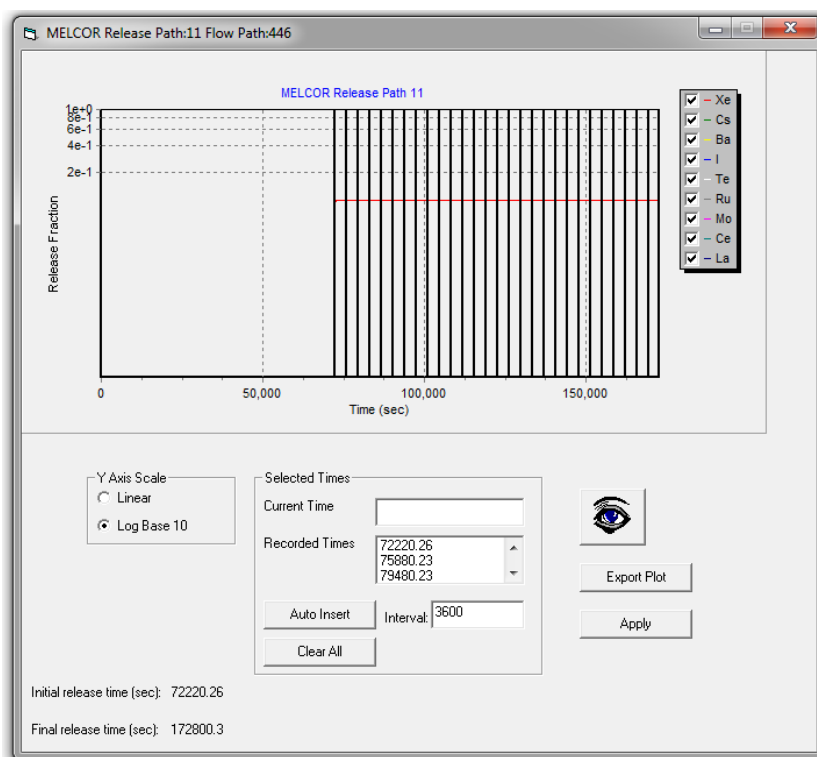 MELCOR Release Path:11 Flow Path:446
MELCOR Release Path 11
1e+0
8e-1
6e-1
4e-1
2e-1
Release Fraction
0
50,000
100,000
150,000
Time (sec)
Xe
Cs
Ba
I
Te
Ru
Mo
Ce
La
Y Axis Scale
Linear
Log Base 10
Selected Times
Current Time
Recorded Times
72220.26
75880.23
79480.23
Auto Insert
Interval: 3600
Clear All
Export Plot
Apply
Initial release time (sec): 72220.26
Final release time (sec): 172800.3